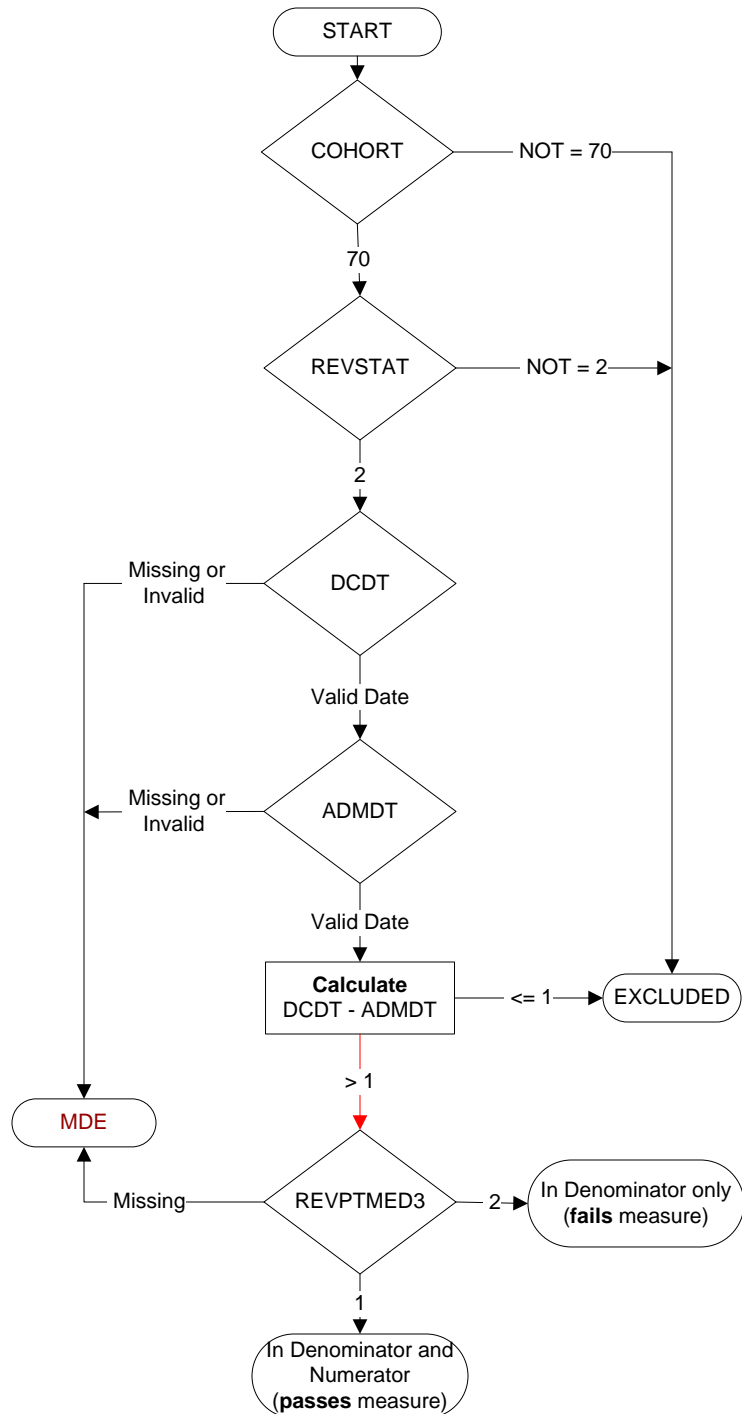 START
COHORT
NOT = 70
70
REVSTAT
NOT = 2
2
Missing or
Invalid
DCDT
Valid Date
Missing or
Invalid
ADMDT
Valid Date
Calculate
DCDT - ADMDT
<= 1
EXCLUDED
> 1
MDE
Missing
REVPTMED3
2
In Denominator only
(fails measure)
1
In Denominator and
Numerator
(passes measure)